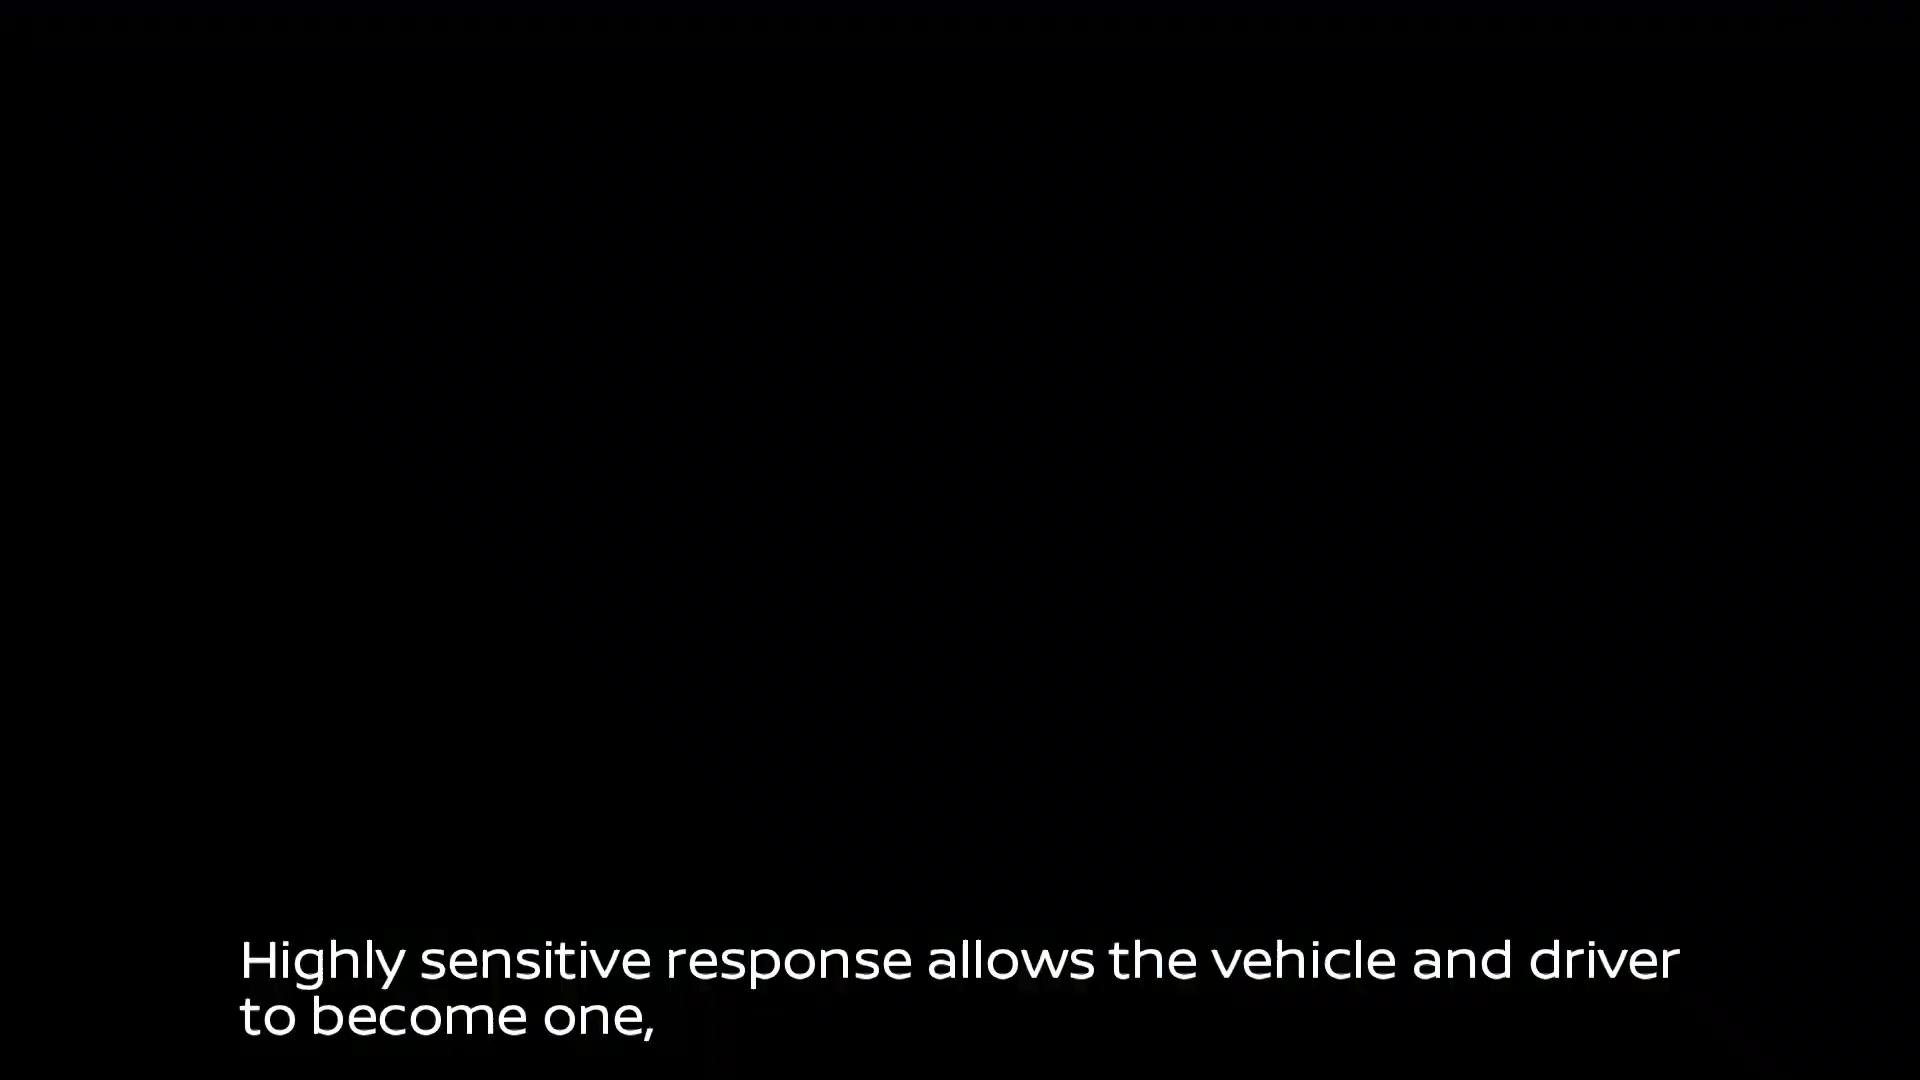 Highly sensitive response allows the vehicle and driver
to become one,